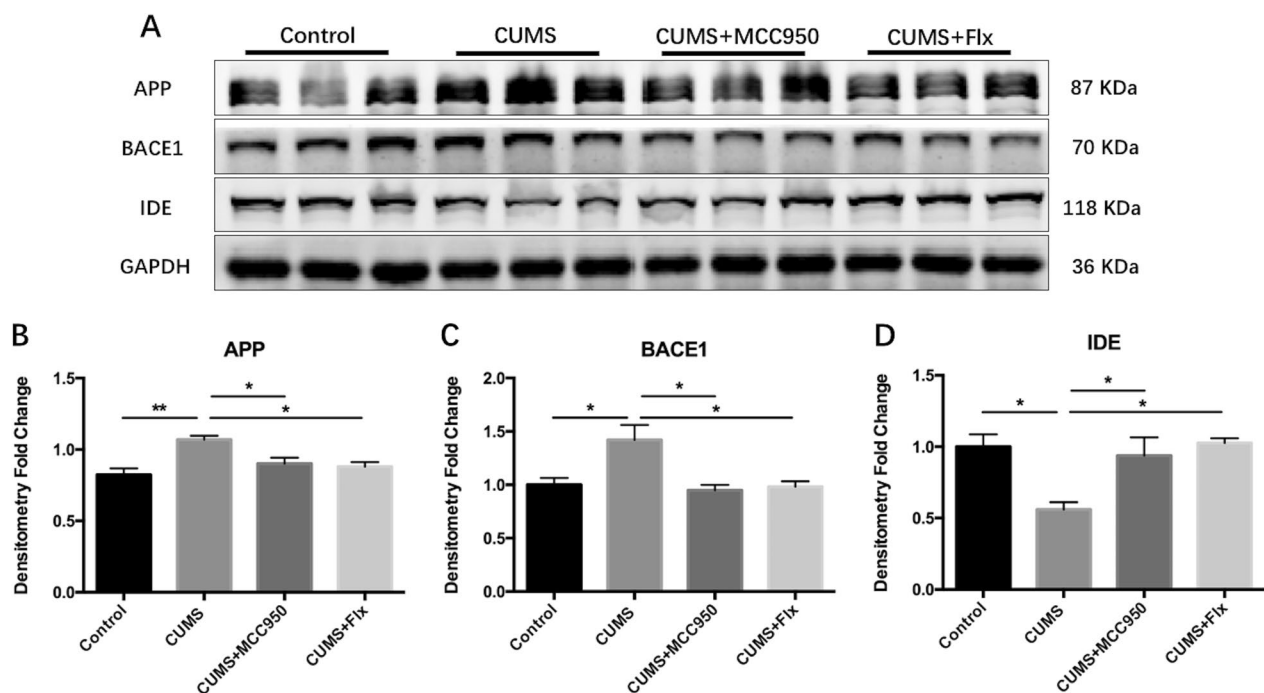 A
Control CUMS CUMS+MCC950 CUMS+Flx
APP 87 KDa
BACE1 70 KDa
IDE 118 KDa
GAPDH 36 KDa
B
APP
Densitometry Fold Change
1.5
1.0
0.5
0.0
** * *
Control CUMS CUMS+MCC950 CUMS+Flx
C
BACE1
Densitometry Fold Change
2.0
1.5
1.0
0.5
0.0
* * *
Control CUMS CUMS+MCC950 CUMS+Flx
D
IDE
Densitometry Fold Change
1.5
1.0
0.5
0.0
* * *
Control CUMS CUMS+MCC950 CUMS+Flx